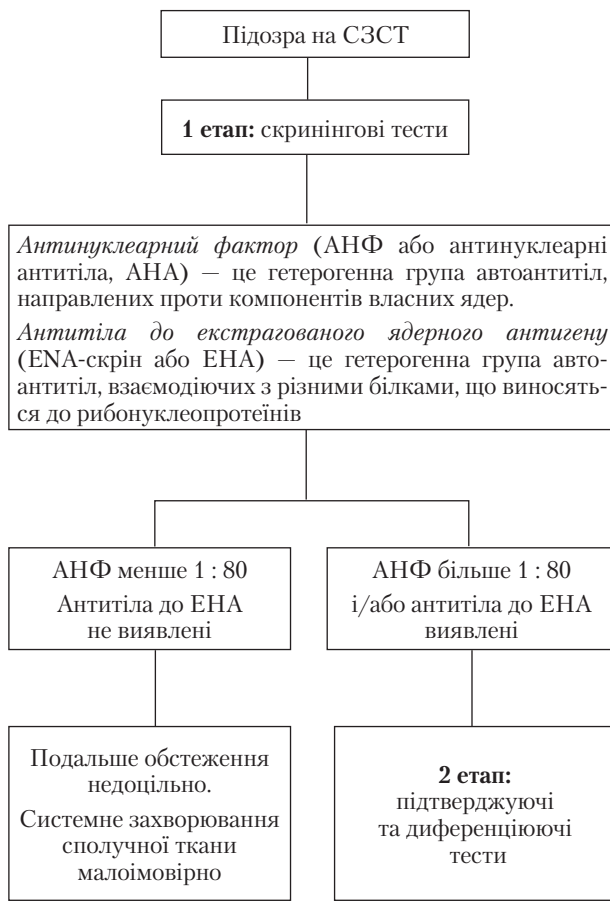 Підозра на СЗСТ
1 етап: скринінгові тести
Антинуклеарний фактор (АНФ або антинуклеарні
антитіла, АНА) — це гетерогенна група автоантитіл,
направлених проти компонентів власних ядер.
Антитіла до екстрагованого ядерного антигену
(ENA-скрін або ЕНА) — це гетерогенна група авто-
антитіл, взаємодіючих з різними білками, що виносять-
ся до рибонуклеопротеїнів
АНФ менше 1 : 80
Антитіла до ЕНА
не виявлені
АНФ більше 1 : 80
і/або антитіла до ЕНА
виявлені
Подальше обстеження
недоцільно.
Системне захворювання
сполучної ткани
малоімовірно
2 етап:
підтверджуючі
та диференціюючі
тести